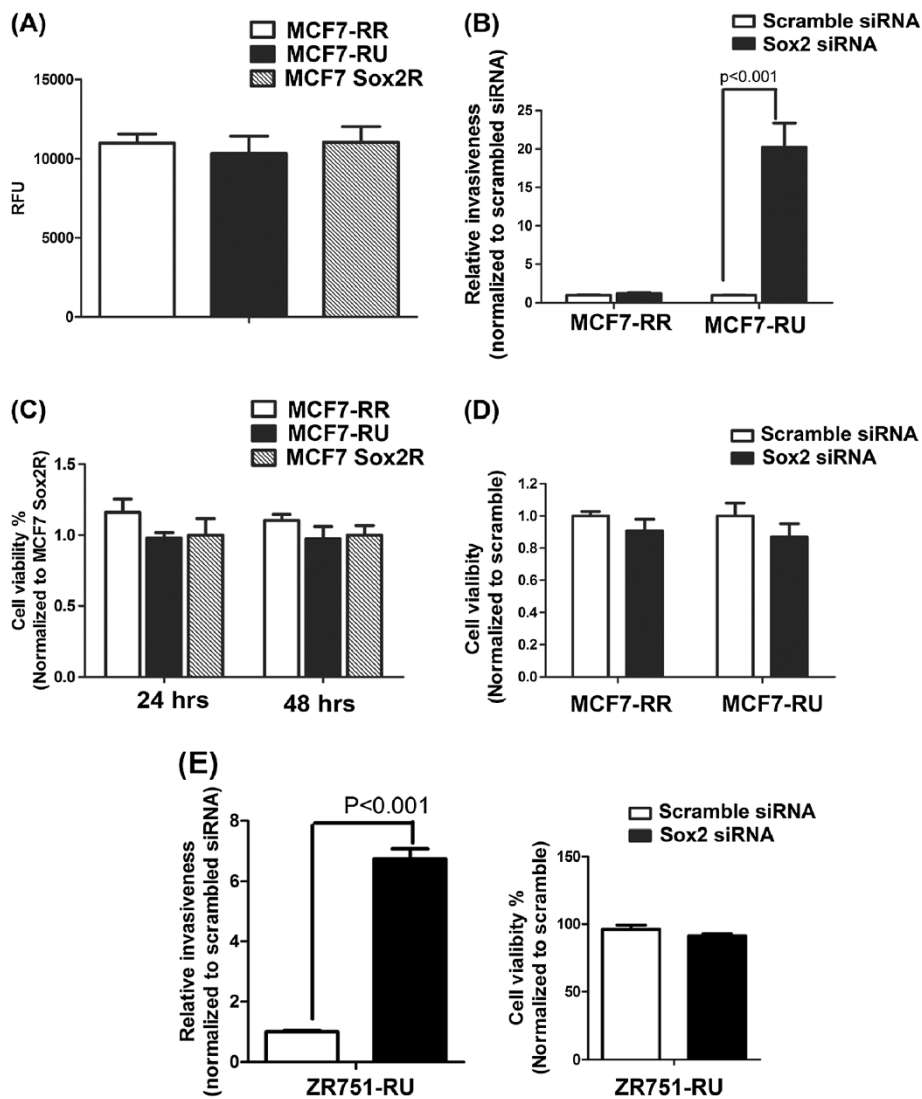 (A)
MCF7-RR
MCF7-RU
MCF7 Sox2R
15000
10000
5000
0
RFU
(B)
Scramble siRNA
Sox2 siRNA
p<0.001
25
20
15
10
5
0
Relative invasiveness
(normalized to scrambled siRNA)
MCF7-RR
MCF7-RU
(C)
MCF7-RR
MCF7-RU
MCF7 Sox2R
1.5
1.0
0.5
0.0
Cell viability %
(Normalized to MCF7 Sox2R)
24 hrs
48 hrs
(D)
Scramble siRNA
Sox2 siRNA
1.2
1.0
0.8
0.6
0.4
0.2
0.0
Cell vialibity
(Normalized to scramble)
MCF7-RR
MCF7-RU
(E)
P<0.001
8
6
4
2
0
Relative invasiveness
(normalized to scrambled siRNA)
ZR751-RU
Scramble siRNA
Sox2 siRNA
150
100
50
0
Cell vialibity %
(Normalized to scramble)
ZR751-RU